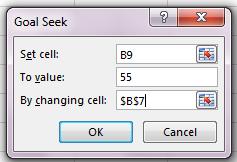 Goal Seek
Set cell: B9
To value: 55
By changing cell: $B$7
OK Cancel